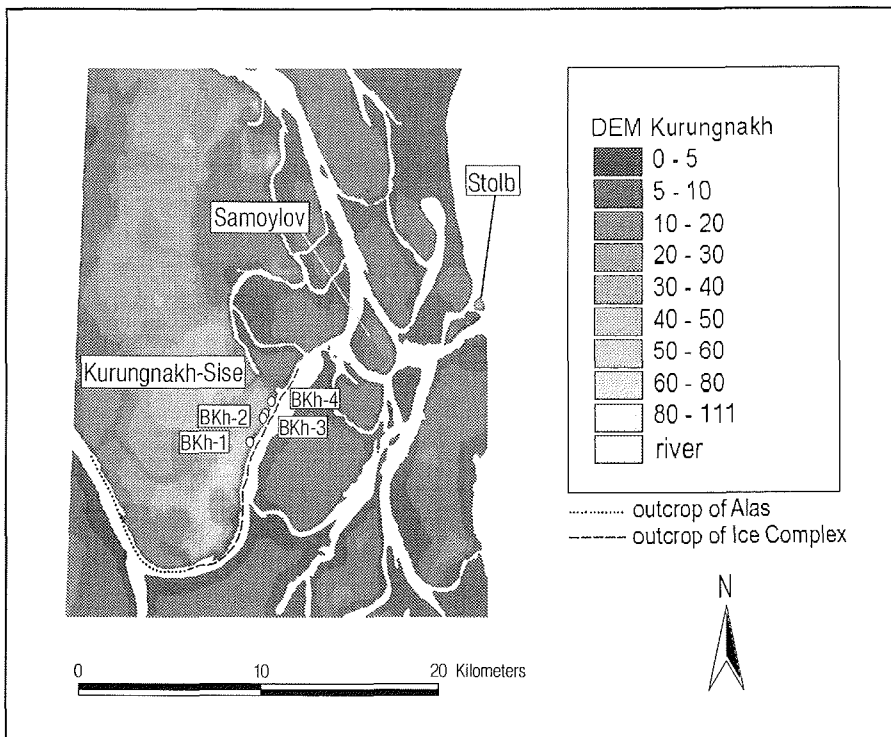 Samoylov
Stolb
Kurungnakh-Sise
BKh-4
BKh-2
BKh-3
BKh-1
DEM Kurungnakh
0 - 5
5 - 10
10 - 20
20 - 30
30 - 40
40 - 50
50 - 60
60 - 80
80 - 111
river
outcrop of Alas
outcrop of Ice Complex
N
0 10 20 Kilometers